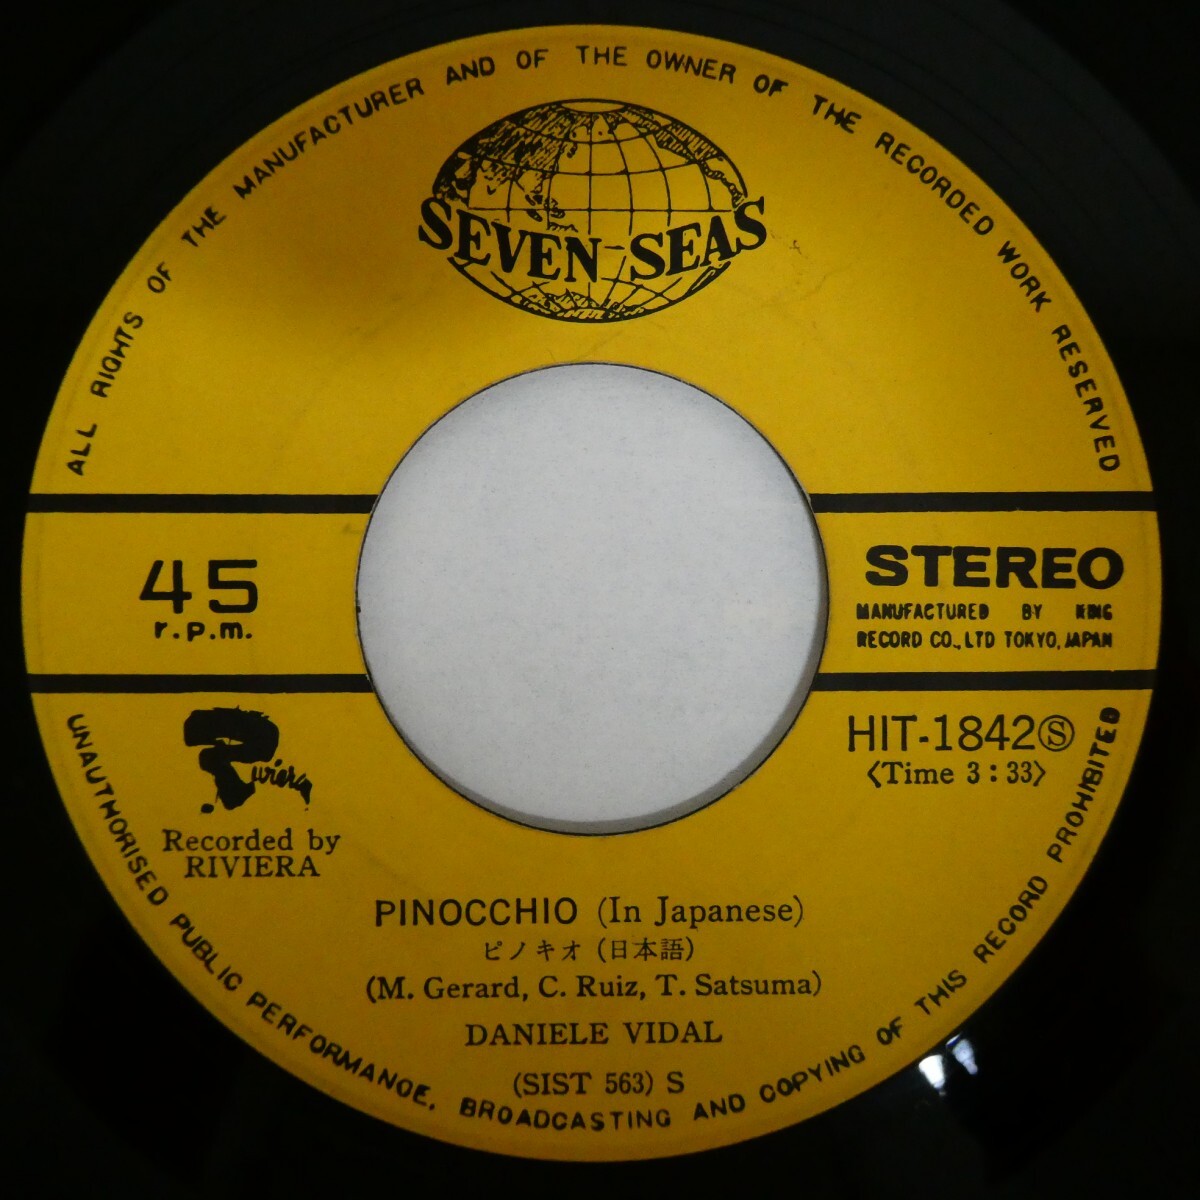 ALL RIGHTS OF THE MANUFACTURER AND OF THE OWNER OF THE RECORDED WORK RESERVED
SEVEN SEAS
45
r.p.m.
STEREO
MANUFACTURED BY KING
RECORD CO., LTD TOKYO, JAPAN
Riviera
Recorded by
RIVIERA
HIT-1842Ⓢ
〈Time 3:33〉
PINOCCHIO (In Japanese)
ピノキオ (日本語)
(M. Gerard, C. Ruiz, T. Satsuma)
DANIELE VIDAL
(SIST 563) S
UNAUTHORISED PUBLIC PERFORMANCE, BROADCASTING AND COPYING OF THIS RECORD PROHIBITED